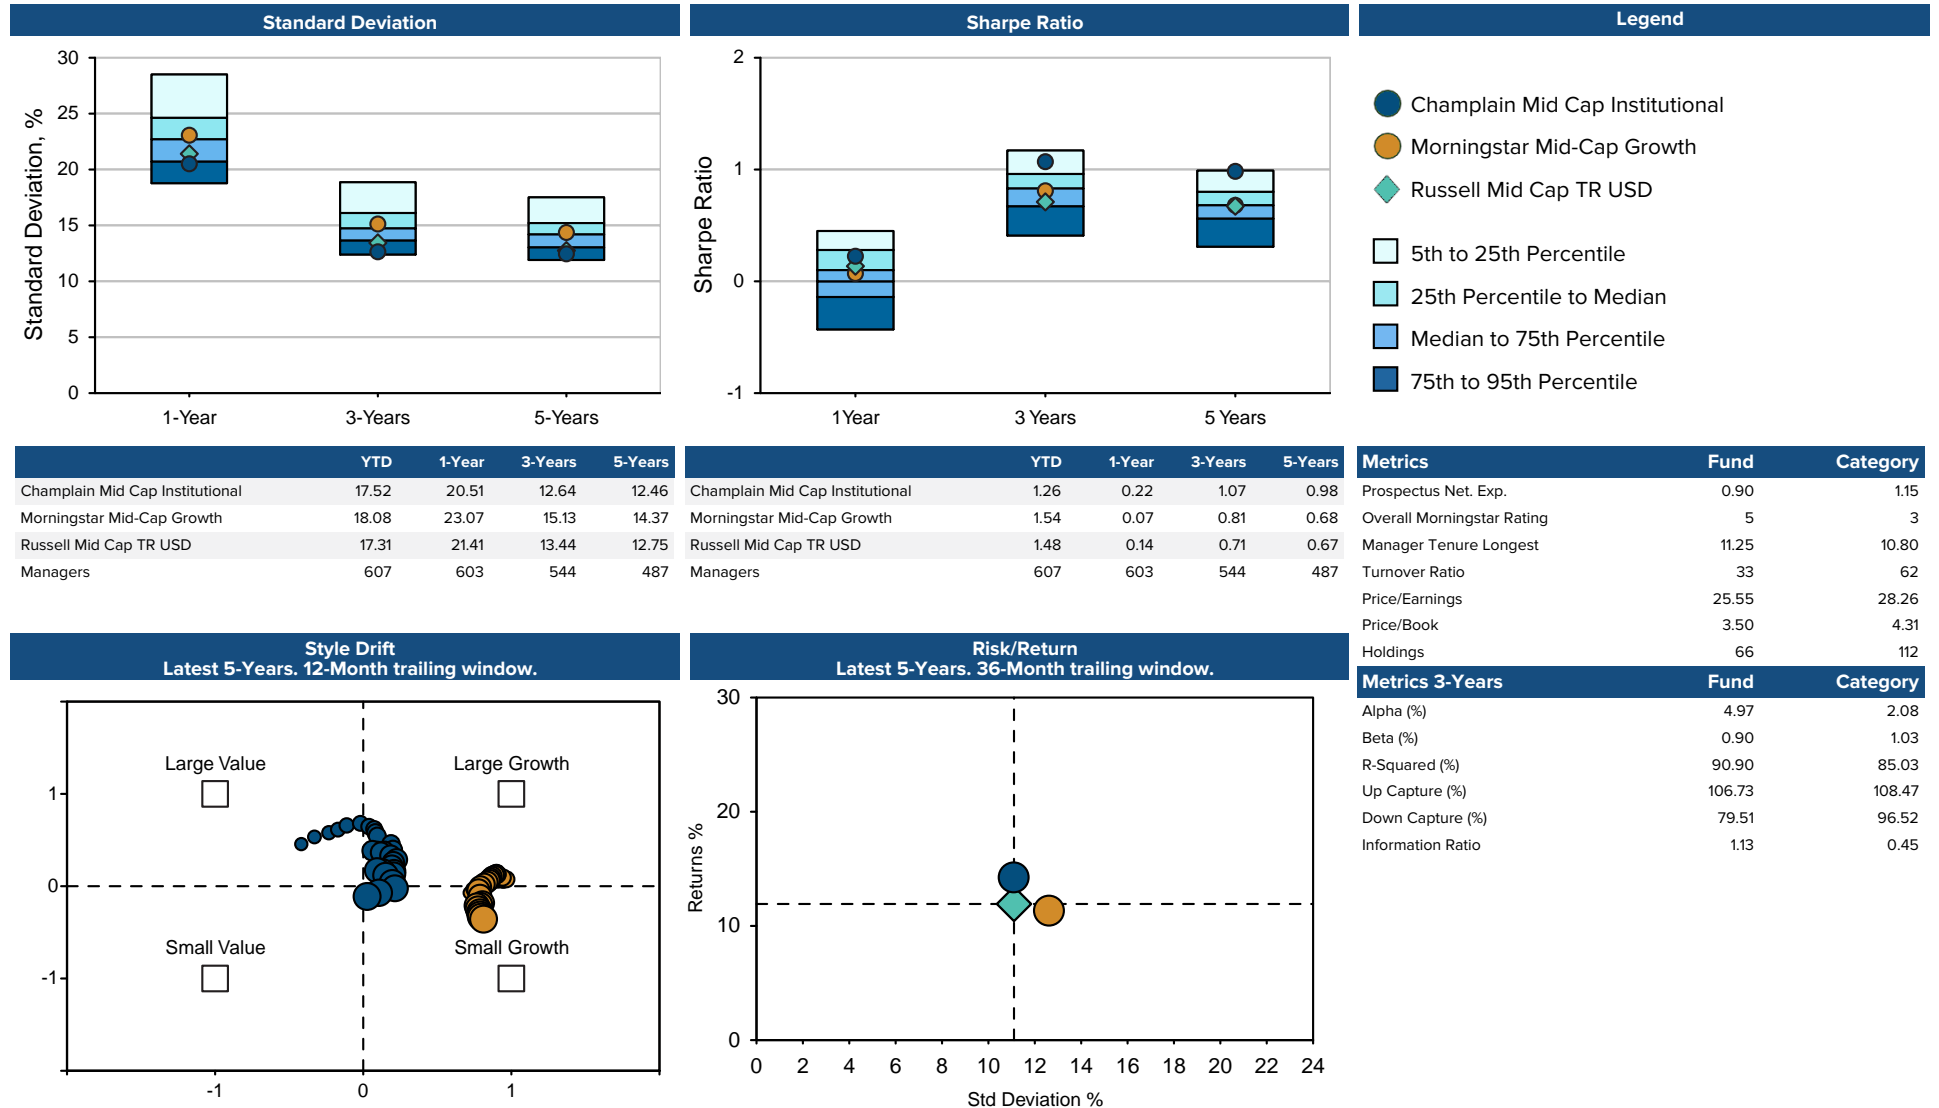 Standard Deviation
30
25
20
15
10
5
0
Standard Deviation, %
1-Year
3-Years
5-Years
Sharpe Ratio
2
1
0
-1
Sharpe Ratio
1Year
3 Years
5 Years
Legend
Champlain Mid Cap Institutional
Morningstar Mid-Cap Growth
Russell Mid Cap TR USD
5th to 25th Percentile
25th Percentile to Median
Median to 75th Percentile
75th to 95th Percentile
YTD 1-Year 3-Years 5-Years
Champlain Mid Cap Institutional 17.52 20.51 12.64 12.46
Morningstar Mid-Cap Growth 18.08 23.07 15.13 14.37
Russell Mid Cap TR USD 17.31 21.41 13.44 12.75
Managers 607 603 544 487
YTD 1-Year 3-Years 5-Years
Champlain Mid Cap Institutional 1.26 0.22 1.07 0.98
Morningstar Mid-Cap Growth 1.54 0.07 0.81 0.68
Russell Mid Cap TR USD 1.48 0.14 0.71 0.67
Managers 607 603 544 487
Metrics Fund Category
Prospectus Net. Exp. 0.90 1.15
Overall Morningstar Rating 5 3
Manager Tenure Longest 11.25 10.80
Turnover Ratio 33 62
Price/Earnings 25.55 28.26
Price/Book 3.50 4.31
Holdings 66 112
Metrics 3-Years Fund Category
Alpha (%) 4.97 2.08
Beta (%) 0.90 1.03
R-Squared (%) 90.90 85.03
Up Capture (%) 106.73 108.47
Down Capture (%) 79.51 96.52
Information Ratio 1.13 0.45
Style Drift
Latest 5-Years. 12-Month trailing window.
Large Value
Large Growth
Small Value
Small Growth
1
0
-1
-1 0 1
Risk/Return
Latest 5-Years. 36-Month trailing window.
30
20
10
0
Returns %
0 2 4 6 8 10 12 14 16 18 20 22 24
Std Deviation %